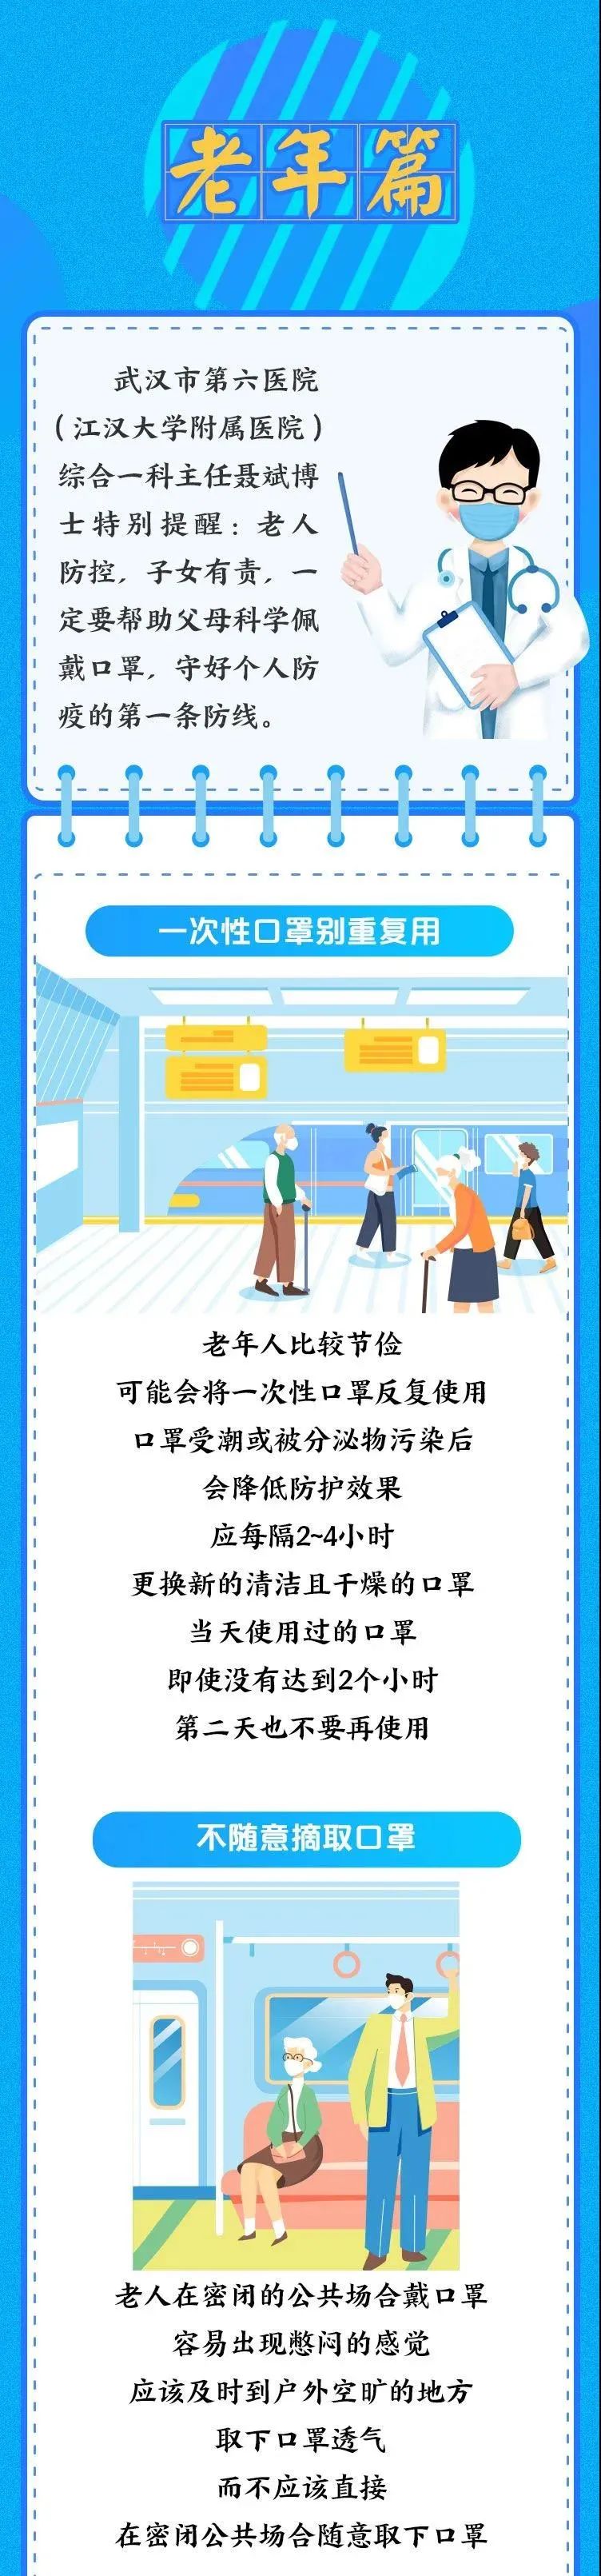 老年篇
武汉市第六医院
（江汉大学附属医院）
综合一科主任聂斌博
士特别提醒：老人
防控，子女有责，一
定要帮助父母科学佩
戴口罩，守好个人防
疫的第一条防线。
一次性口罩别重复用
老年人比较节俭
可能会将一次性口罩反复使用
口罩受潮或被分泌物污染后
会降低防护效果
应每隔2~4小时
更换新的清洁且干燥的口罩
当天使用过的口罩
即使没有达到2个小时
第二天也不要再使用
不随意摘取口罩
老人在密闭的公共场合戴口罩
容易出现憋闷的感觉
应该及时到户外空旷的地方
取下口罩透气
而不应该直接
在密闭公共场合随意取下口罩